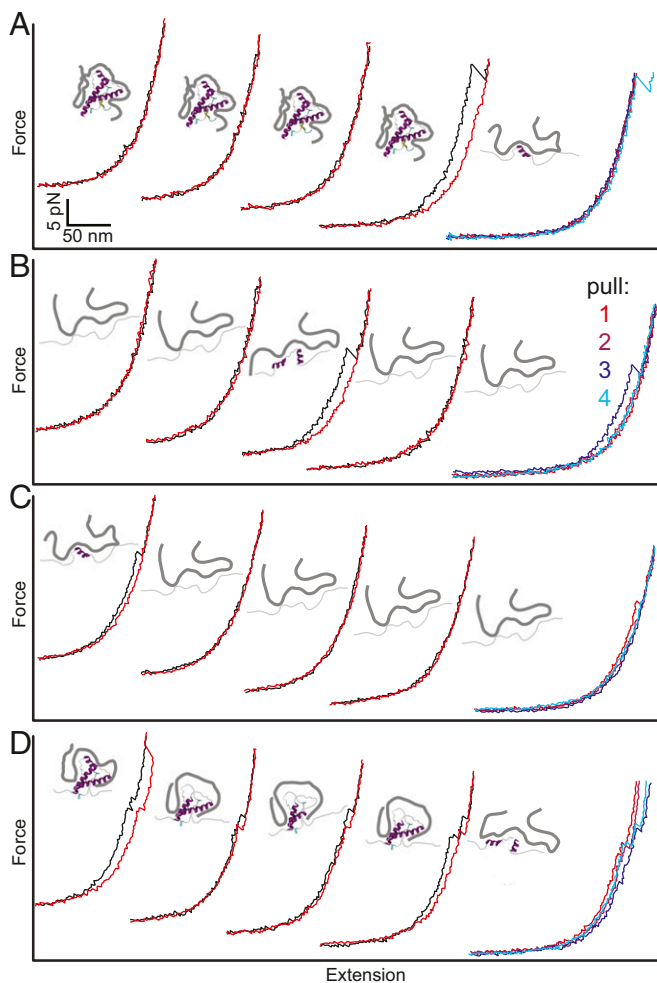 A
Force
5 pN
50 nm
B
Force
pull:
1
2
3
4
C
Force
D
Force
Extension